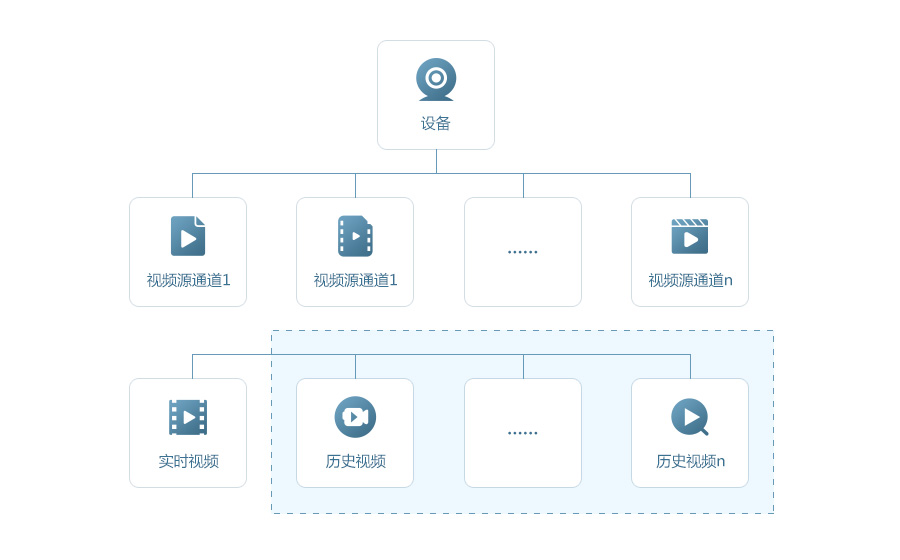 设备
视频源通道1
视频源通道1
......
视频源通道n
实时视频
历史视频
......
历史视频n